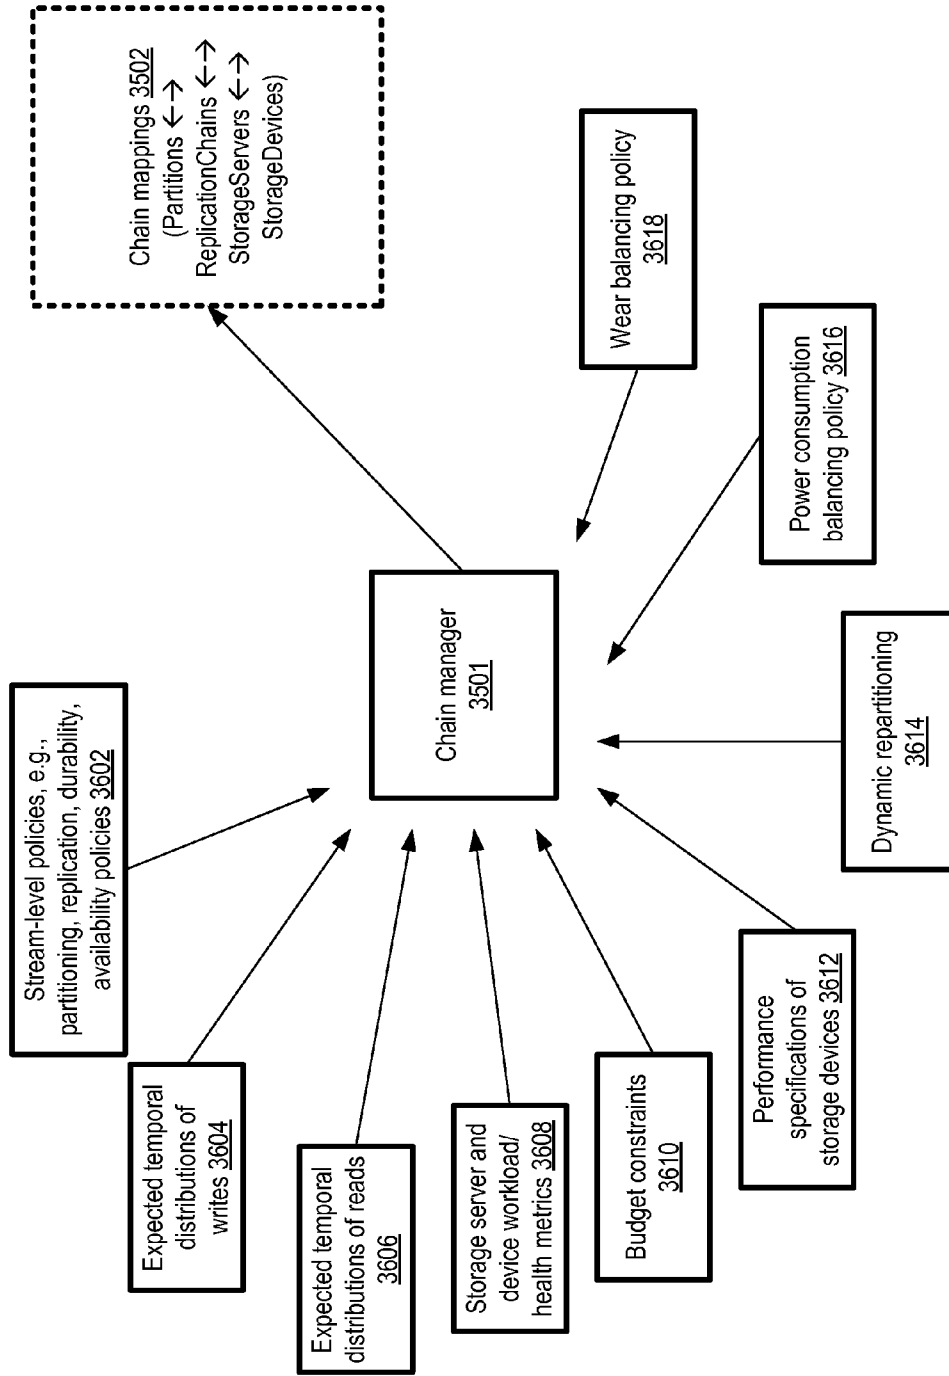 Stream-level policies, e.g.,
partitioning, replication, durability,
availability policies 3602
Expected temporal
distributions of
writes 3604
Expected temporal
distributions of reads
3606
Storage server and
device workload/
health metrics 3608
Budget constraints
3610
Performance
specifications of
storage devices 3612
Dynamic repartitioning
3614
Power consumption
balancing policy 3616
Wear balancing policy
3618
Chain manager
3501
Chain mappings 3502
(Partitions ←→
ReplicationChains ←→
StorageServers ←→
StorageDevices)